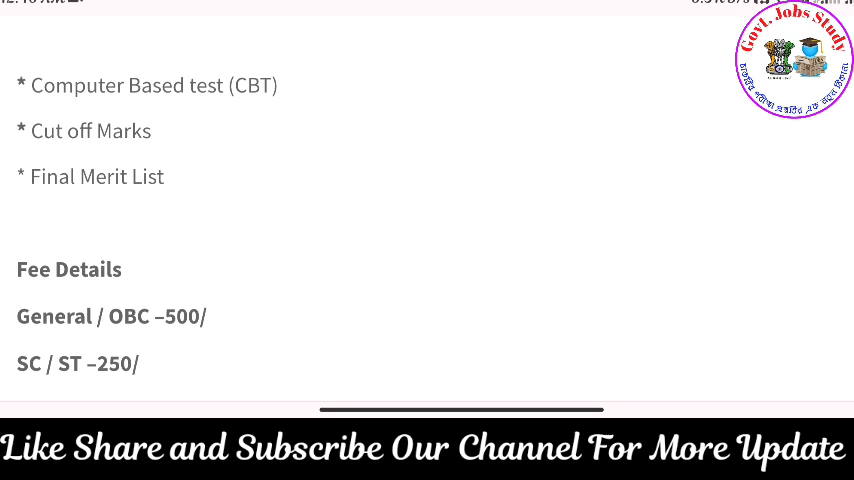 * Computer Based test (CBT)
* Cut off Marks
* Final Merit List
Fee Details
General / OBC –500/
SC / ST –250/
Govt. Jobs Study
Like Share and Subscribe Our Channel For More Update